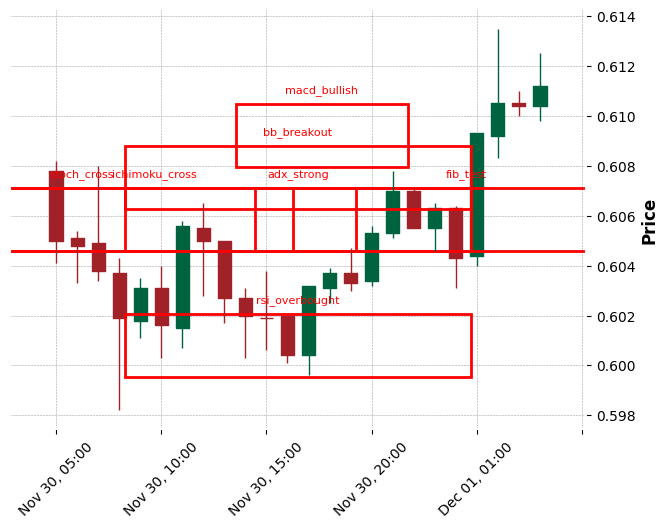 macd_bullish
bb_breakout
ichimoku_cross
adx_strong
rsi_overbought
0.614
0.612
0.610
0.608
0.606
0.604
0.602
0.600
0.598
Price
Nov 30, 05:00
Nov 30, 10:00
Nov 30, 15:00
Nov 30, 20:00
Dec 01, 01:00